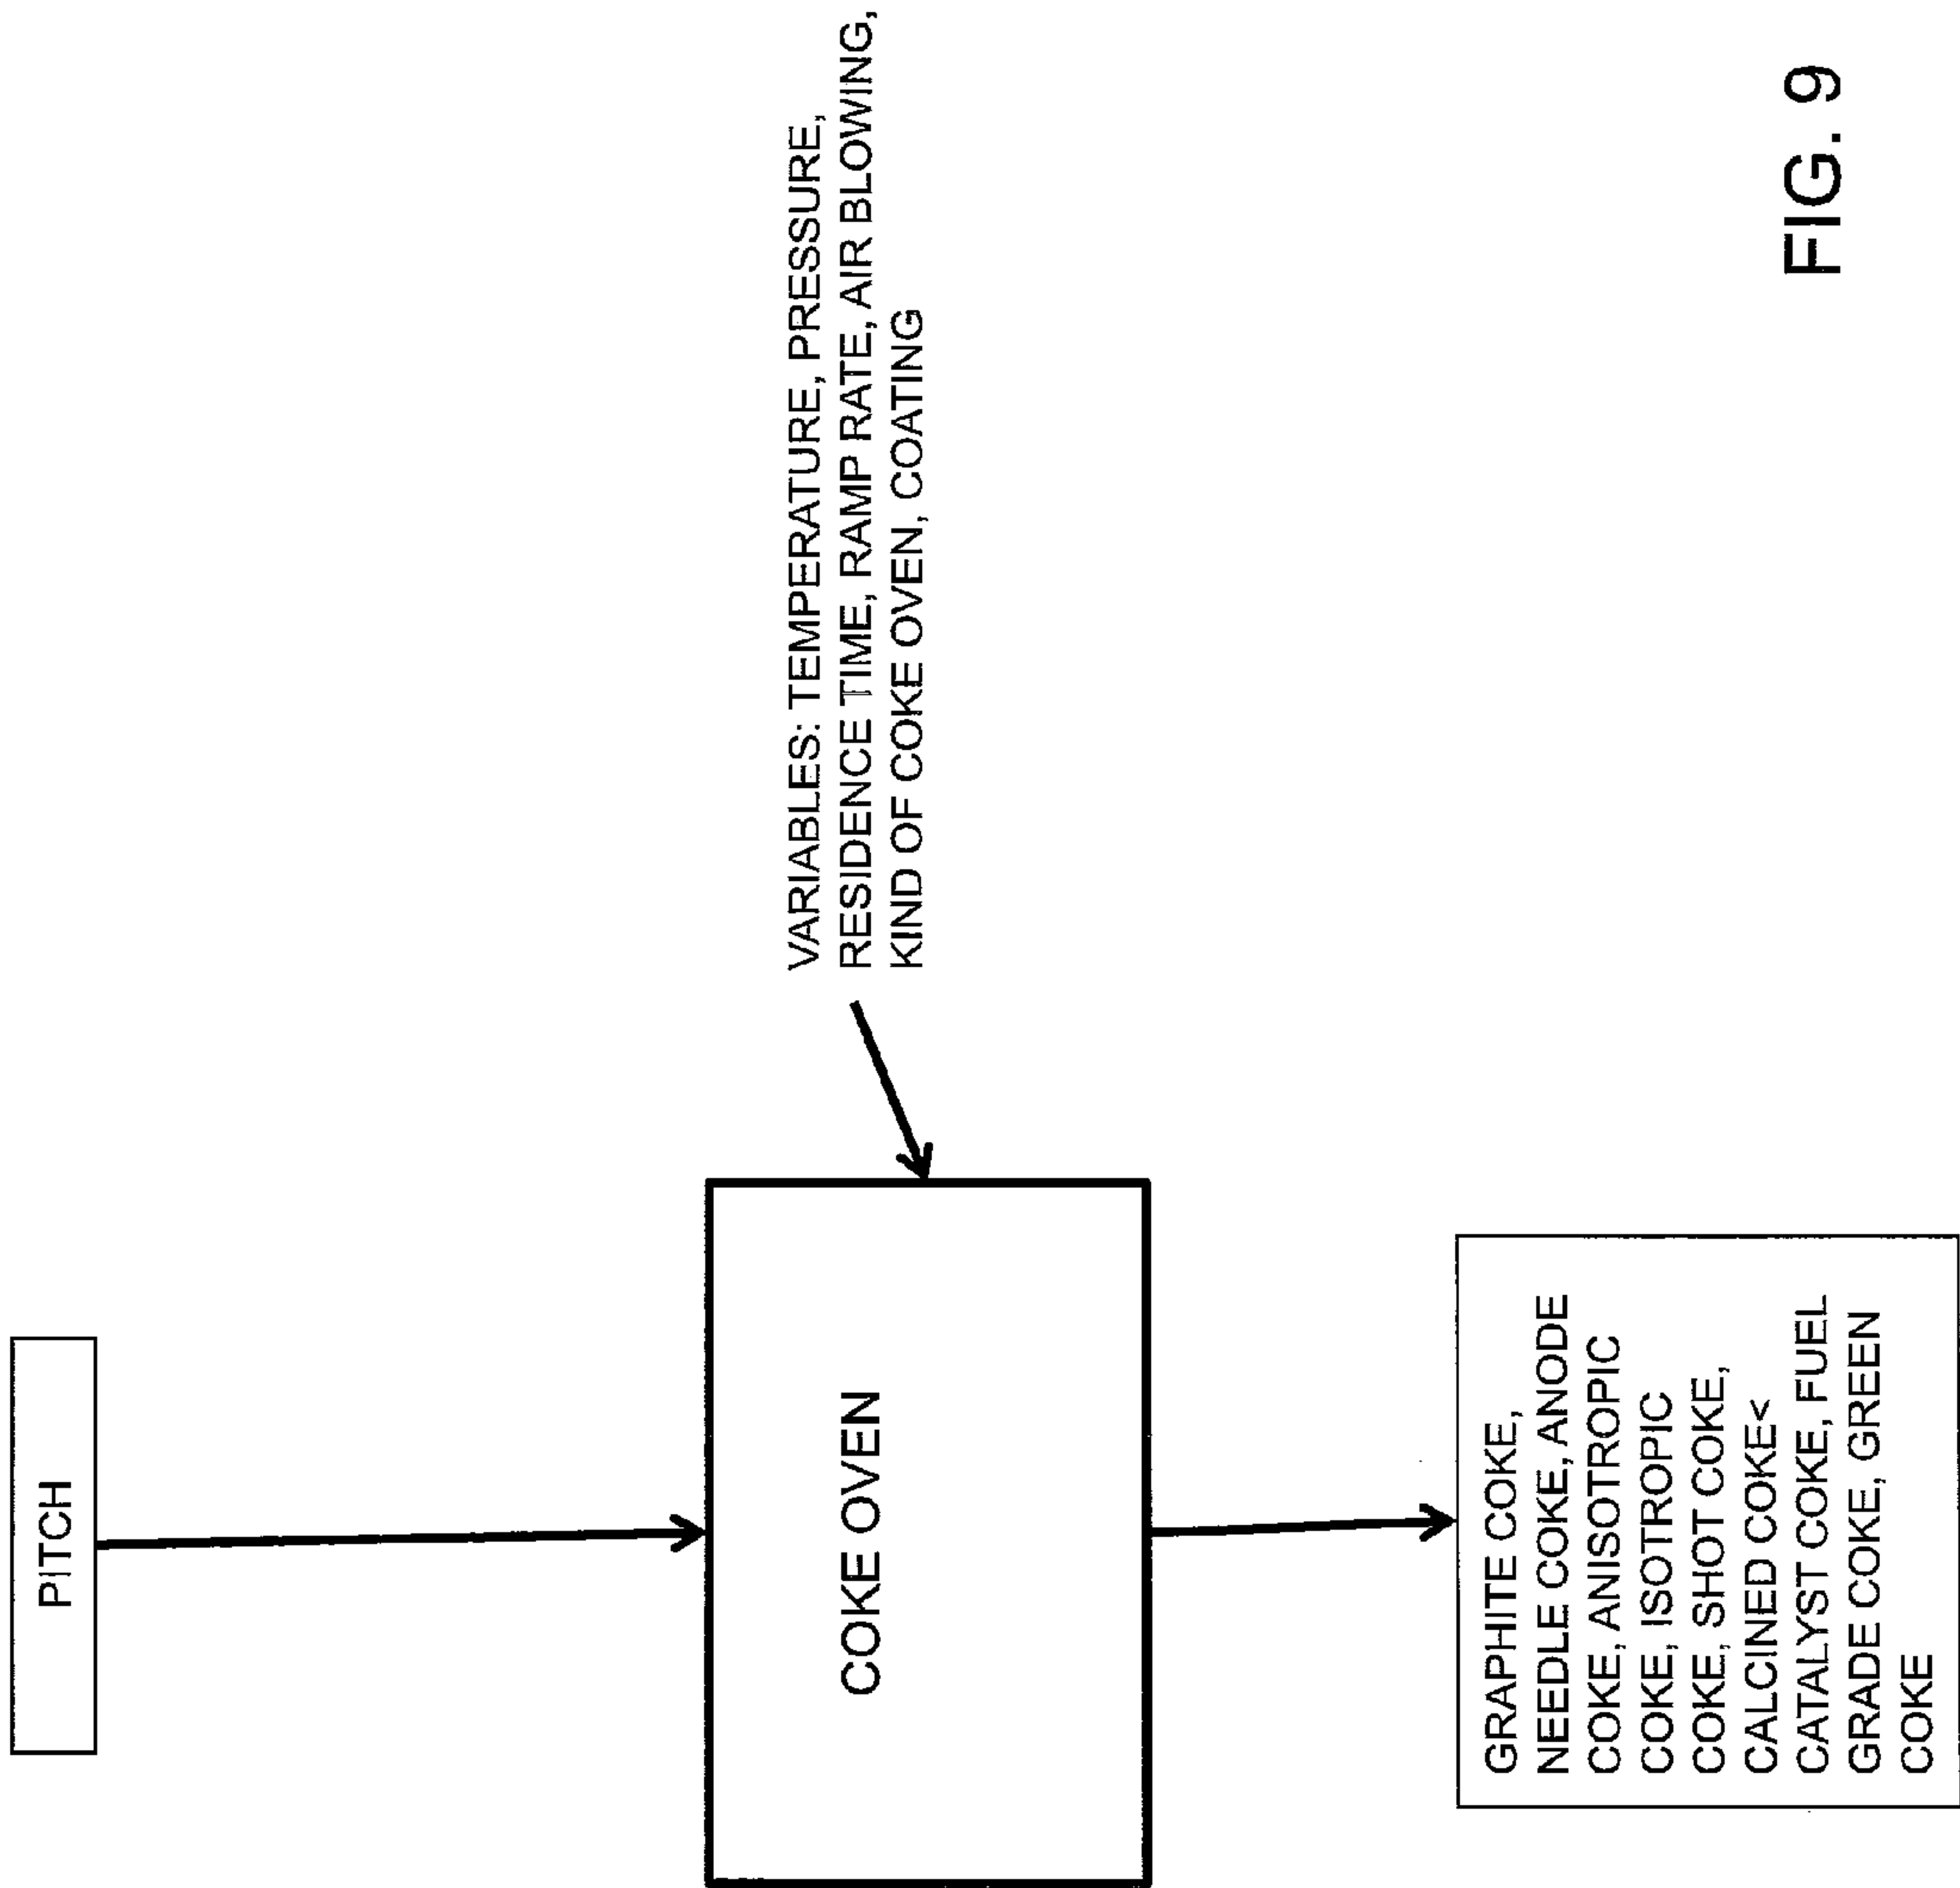 PITCH
COKE OVEN
VARIABLES: TEMPERATURE, PRESSURE,
RESIDENCE TIME, RAMP RATE, AIR BLOWING,
KIND OF COKE OVEN, COATING
GRAPHITE COKE,
NEEDLE COKE, ANODE
COKE, ANISOTROPIC
COKE, ISOTROPIC
COKE, SHOT COKE,
CALCINED COKE<
CATALYST COKE, FUEL
GRADE COKE, GREEN
COKE
FIG. 9